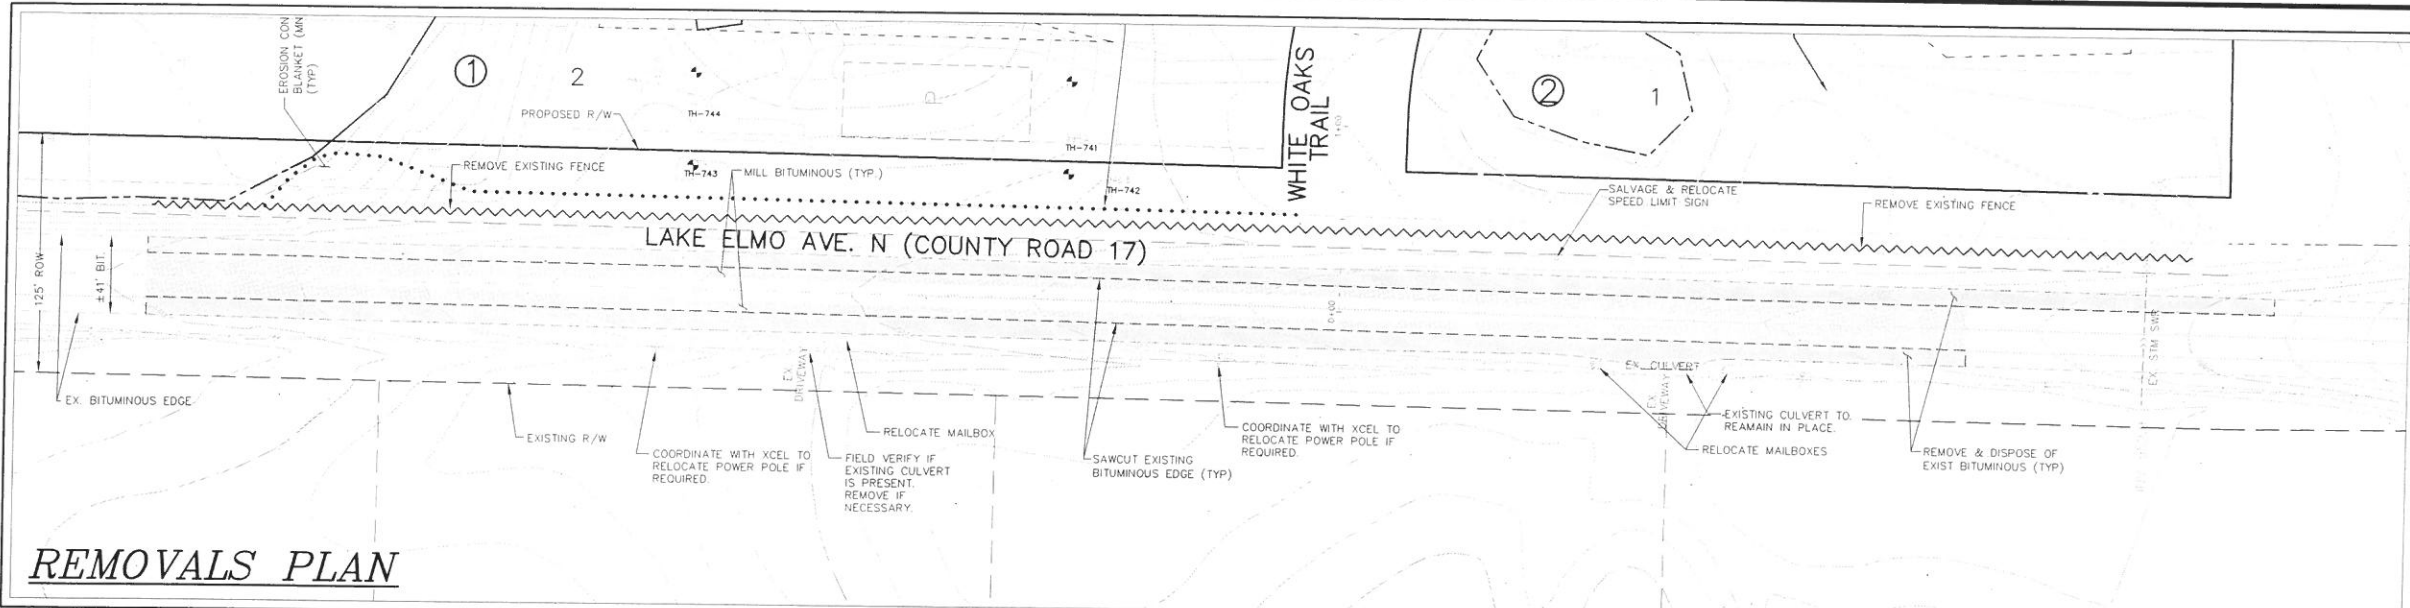 EROSION CON
BLANKET (MN
(TYP)
1
2
PROPOSED R/W
TH-744
TH-741
TH-743
TH-742
REMOVE EXISTING FENCE
MILL BITUMINOUS (TYP.)
WHITE OAKS
TRAIL
1+00
2
1
SALVAGE & RELOCATE
SPEED LIMIT SIGN
REMOVE EXISTING FENCE
LAKE ELMO AVE. N (COUNTY ROAD 17)
125' ROW
±41' BIT.
0+00
EX. BITUMINOUS EDGE
EXISTING R/W
COORDINATE WITH XCEL TO
RELOCATE POWER POLE IF
REQUIRED.
EX.
DRIVEWAY
RELOCATE MAILBOX
FIELD VERIFY IF
EXISTING CULVERT
IS PRESENT.
REMOVE IF
NECESSARY.
SAWCUT EXISTING
BITUMINOUS EDGE (TYP)
COORDINATE WITH XCEL TO
RELOCATE POWER POLE IF
REQUIRED.
EX. CULVERT
EX.
DRIVEWAY
EXISTING CULVERT TO
REAMAIN IN PLACE.
RELOCATE MAILBOXES
REMOVE & DISPOSE OF
EXIST BITUMINOUS (TYP)
EX STM SWR
REMOVALS PLAN